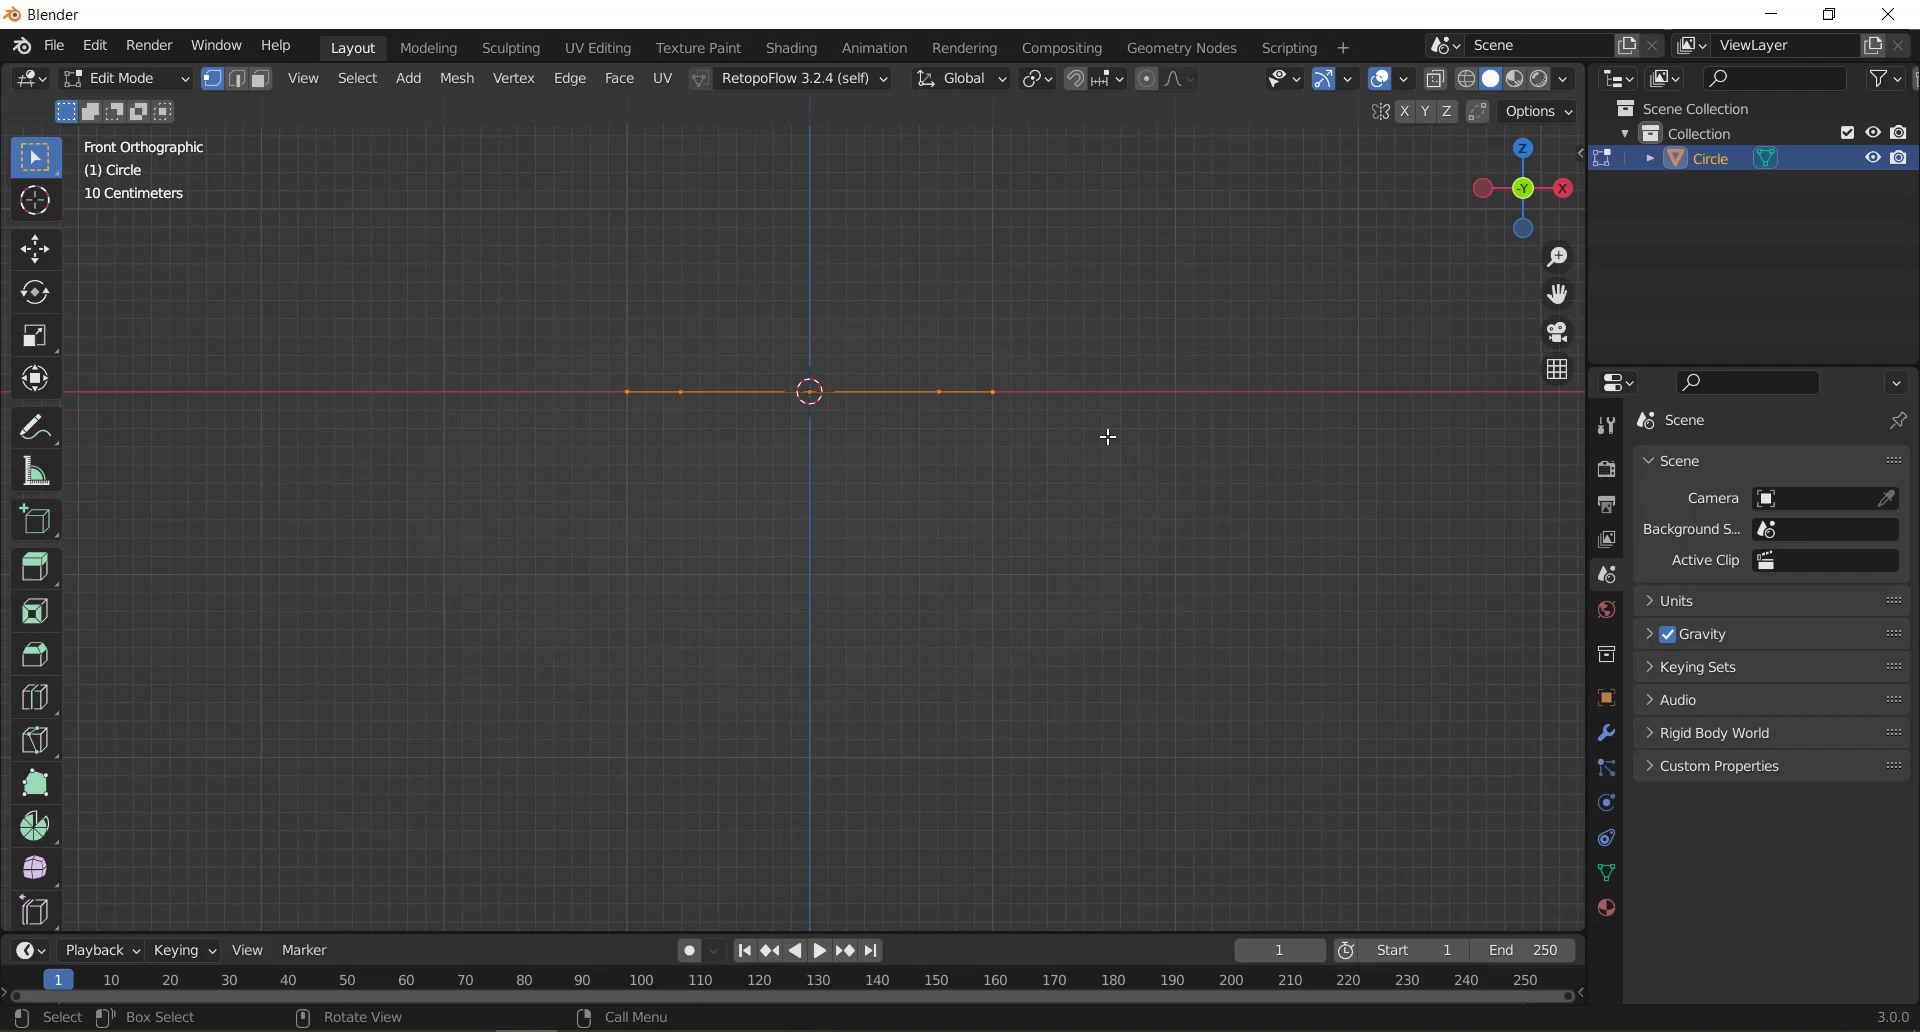 Blender
File Edit Render Window Help Layout Modeling Sculpting UV Editing Texture Paint Shading Animation Rendering Compositing Geometry Nodes Scripting + Scene ViewLayer
Edit Mode View Select Add Mesh Vertex Edge Face UV RetopoFlow 3.2.4 (self) Global
X Y Z Options
Front Orthographic
(1) Circle
10 Centimeters
Z
-Y X
Scene Collection
Collection
Circle
Scene
Scene
Camera
Background S...
Active Clip
Units
Gravity
Keying Sets
Audio
Rigid Body World
Custom Properties
Playback Keying View Marker 1 Start 1 End 250
1 10 20 30 40 50 60 70 80 90 100 110 120 130 140 150 160 170 180 190 200 210 220 230 240 250
Select Box Select Rotate View Call Menu 3.0.0